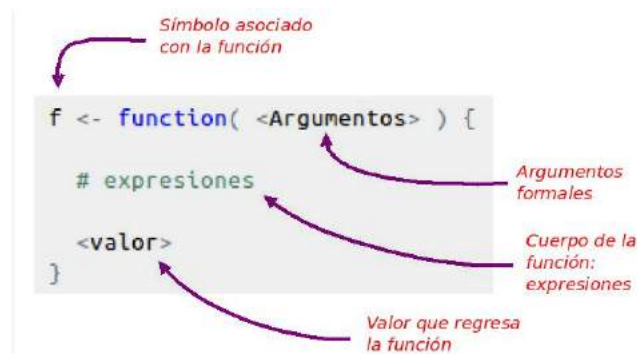 Símbolo asociado
con la función
f <- function( <Argumentos> ) {
Argumentos
formales
# expresiones
Cuerpo de la
función:
expresiones
<valor>
}
Valor que regresa
la función